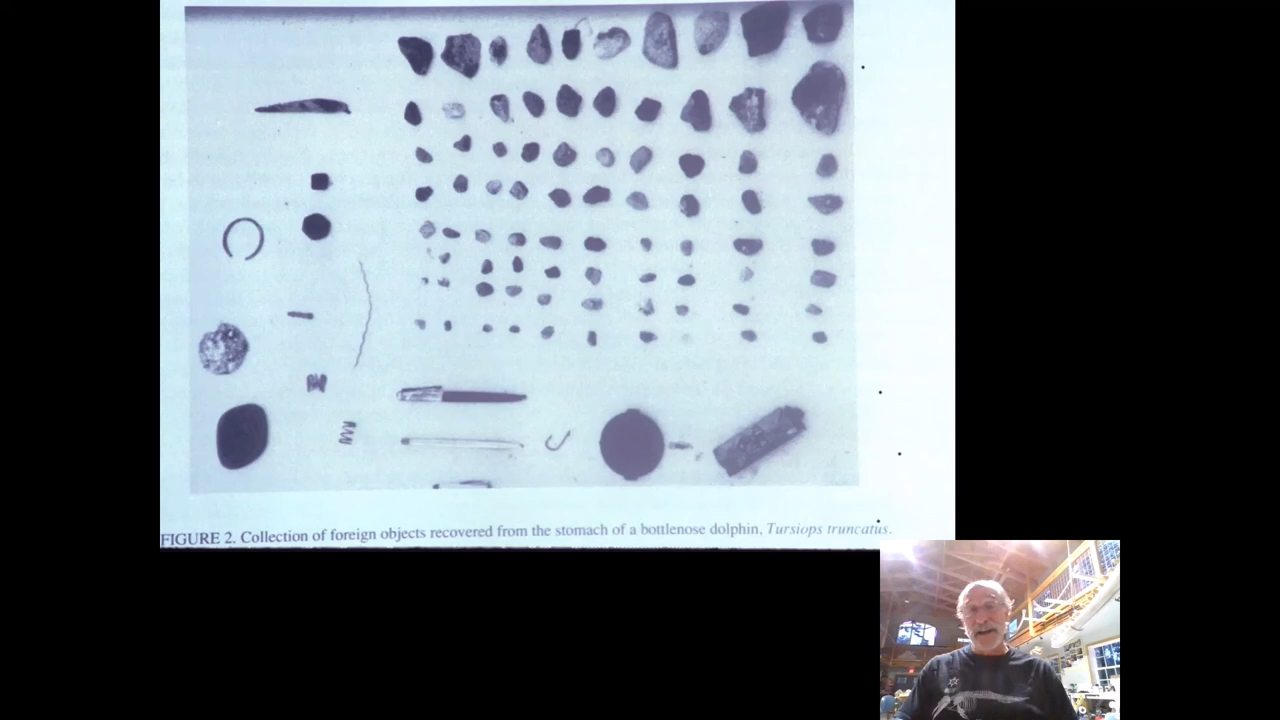 FIGURE 2. Collection of foreign objects recovered from the stomach of a bottlenose dolphin, Tursiops truncatus.